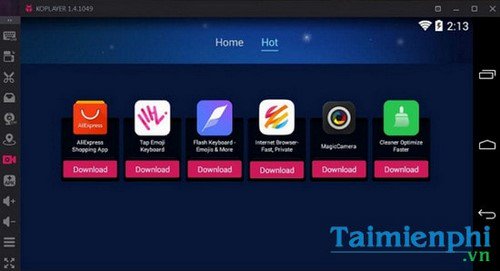 KOPLAYER 1.4.1049
2:13
Home Hot
AliExpress
Shopping App
Download
Tap Emoji
Keyboard
Download
Flash Keyboard -
Emojis & More
Download
Internet Browser-
Fast, Private
Download
MagicCamera
Download
Cleaner Optimize
Faster
Download
Taimienphi
.vn